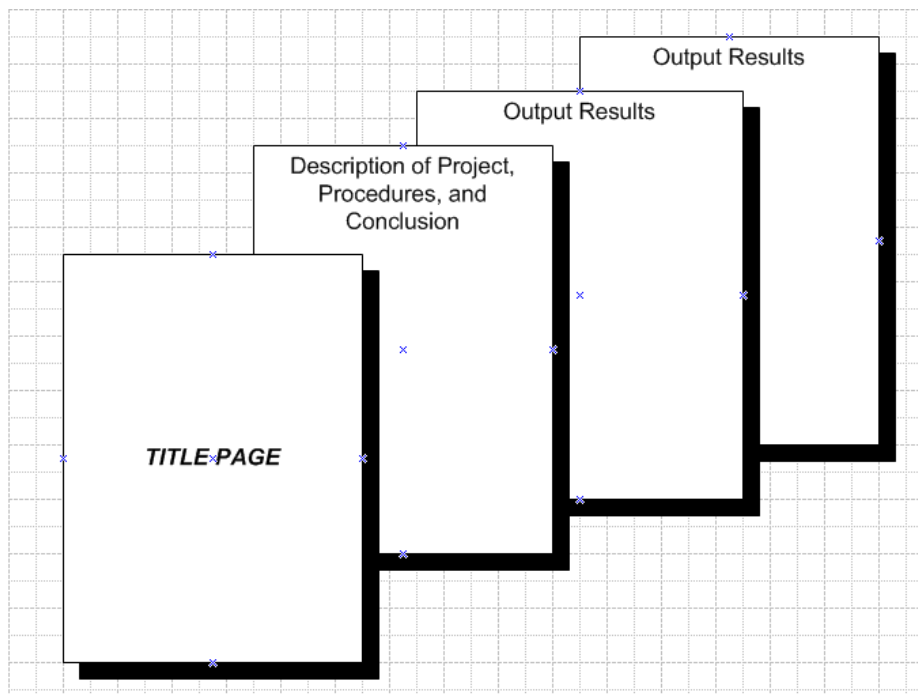 Output Results
Output Results
Description of Project,
Procedures, and
Conclusion
TITLE PAGE